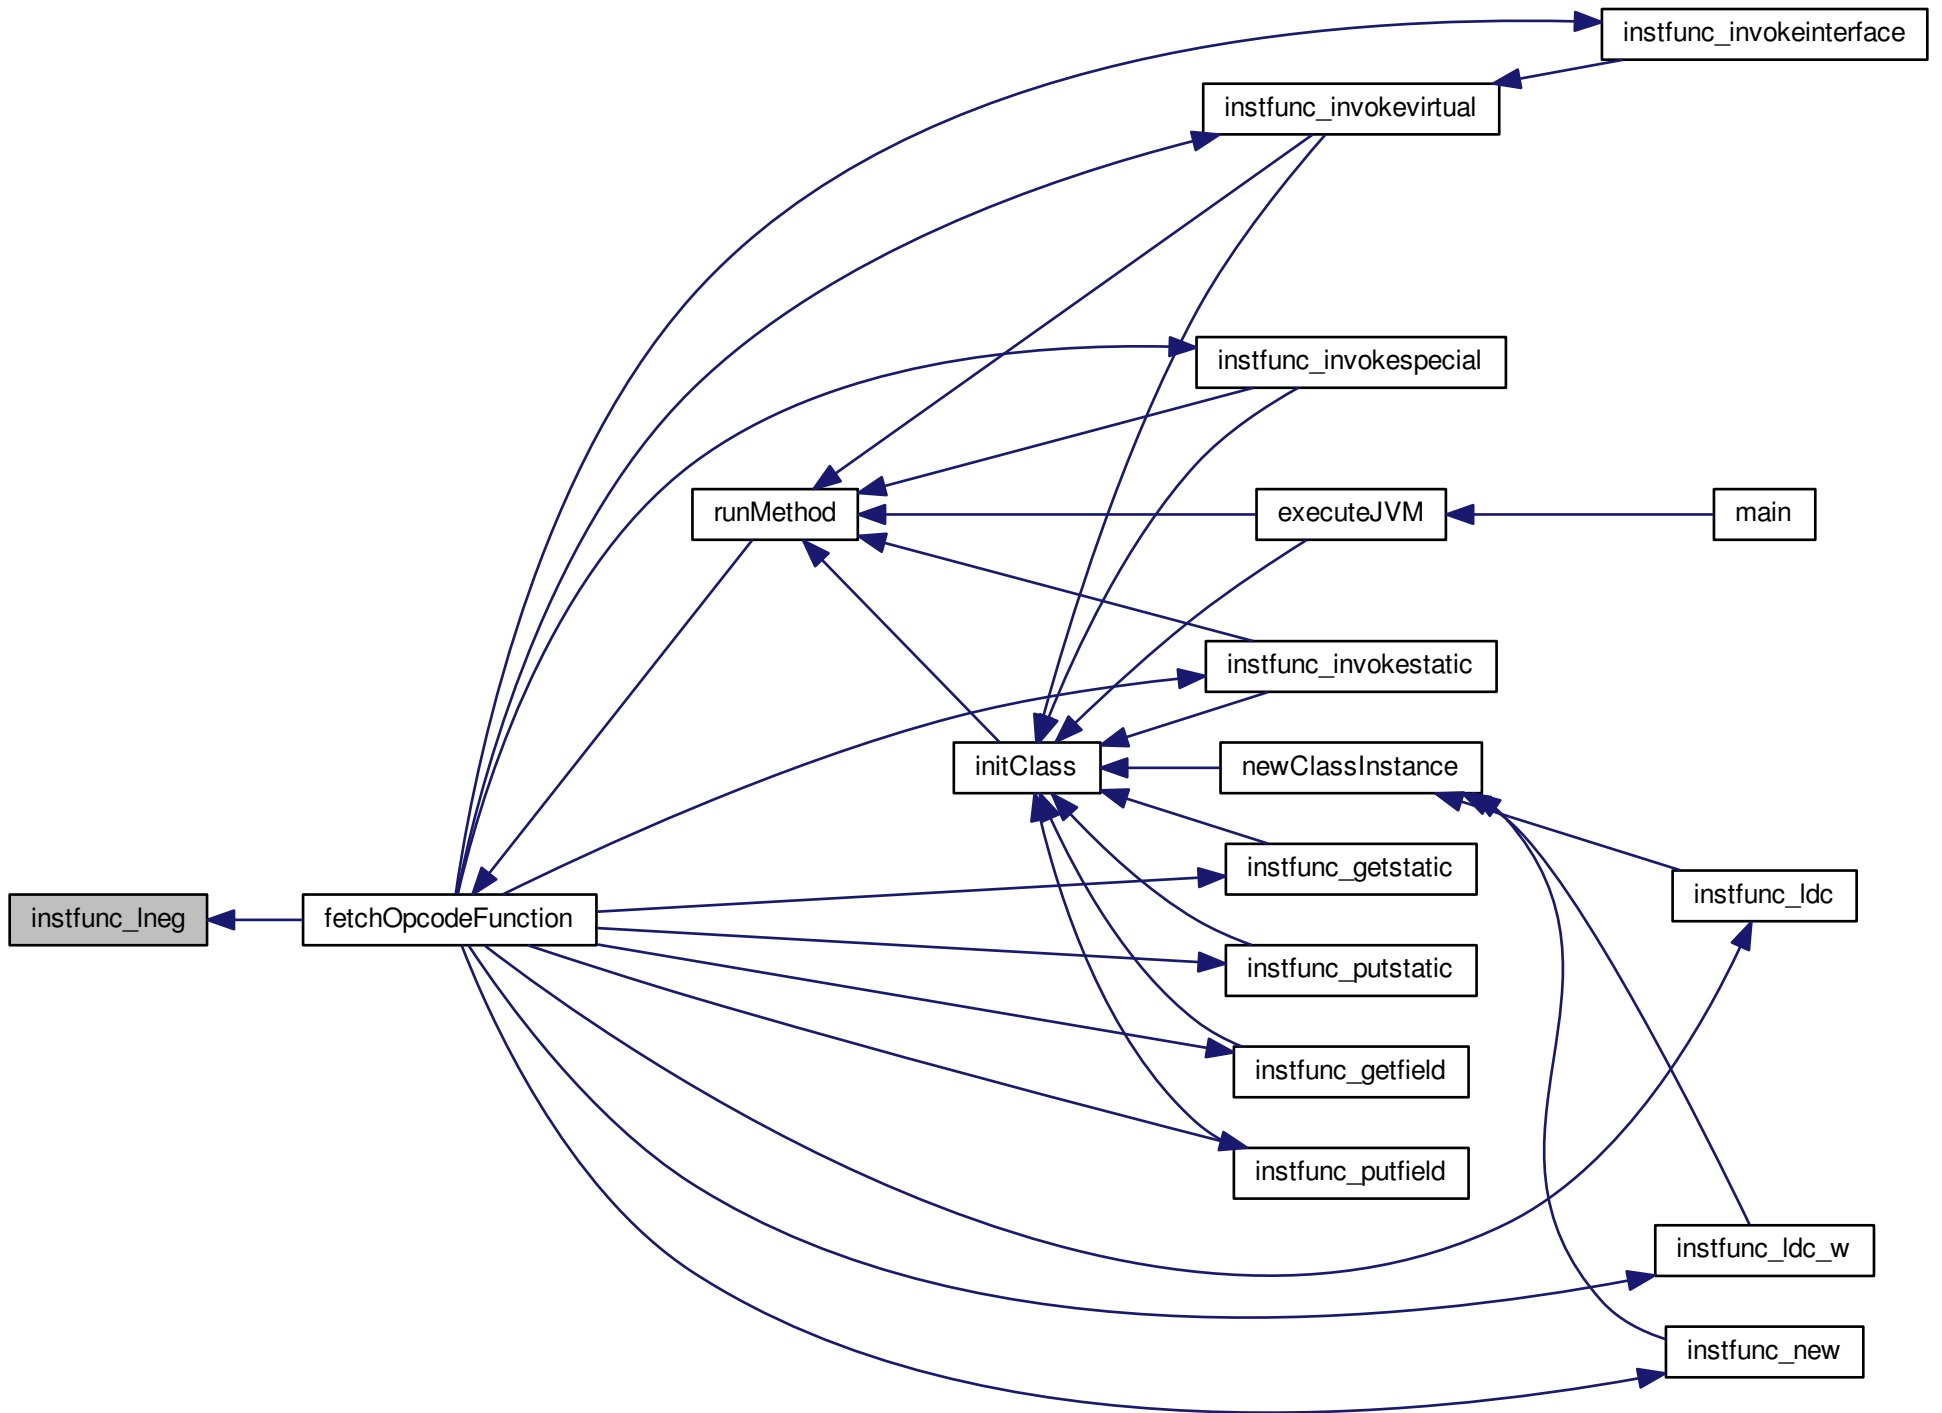 instfunc_invokeinterface
instfunc_invokevirtual
instfunc_invokespecial
runMethod
executeJVM
main
instfunc_invokestatic
initClass
newClassInstance
instfunc_getstatic
instfunc_ldc
instfunc_lneg
fetchOpcodeFunction
instfunc_putstatic
instfunc_getfield
instfunc_putfield
instfunc_ldc_w
instfunc_new